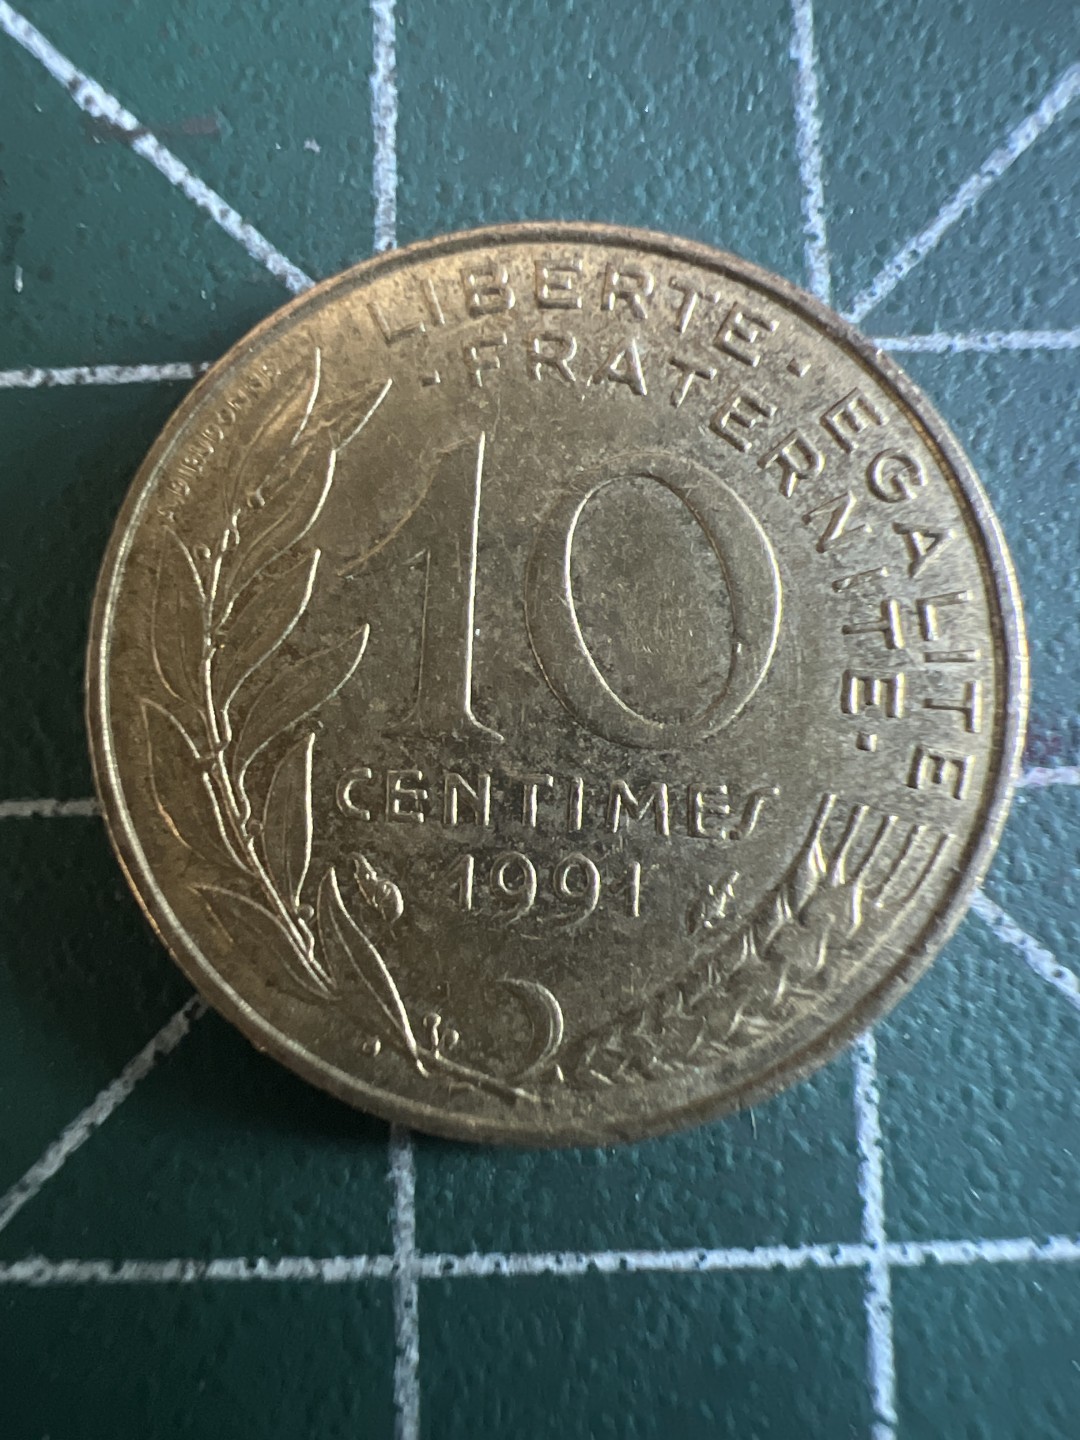 LIBERTE · EGALITE
· FRATERNITE ·
10
CENTIMES
1991